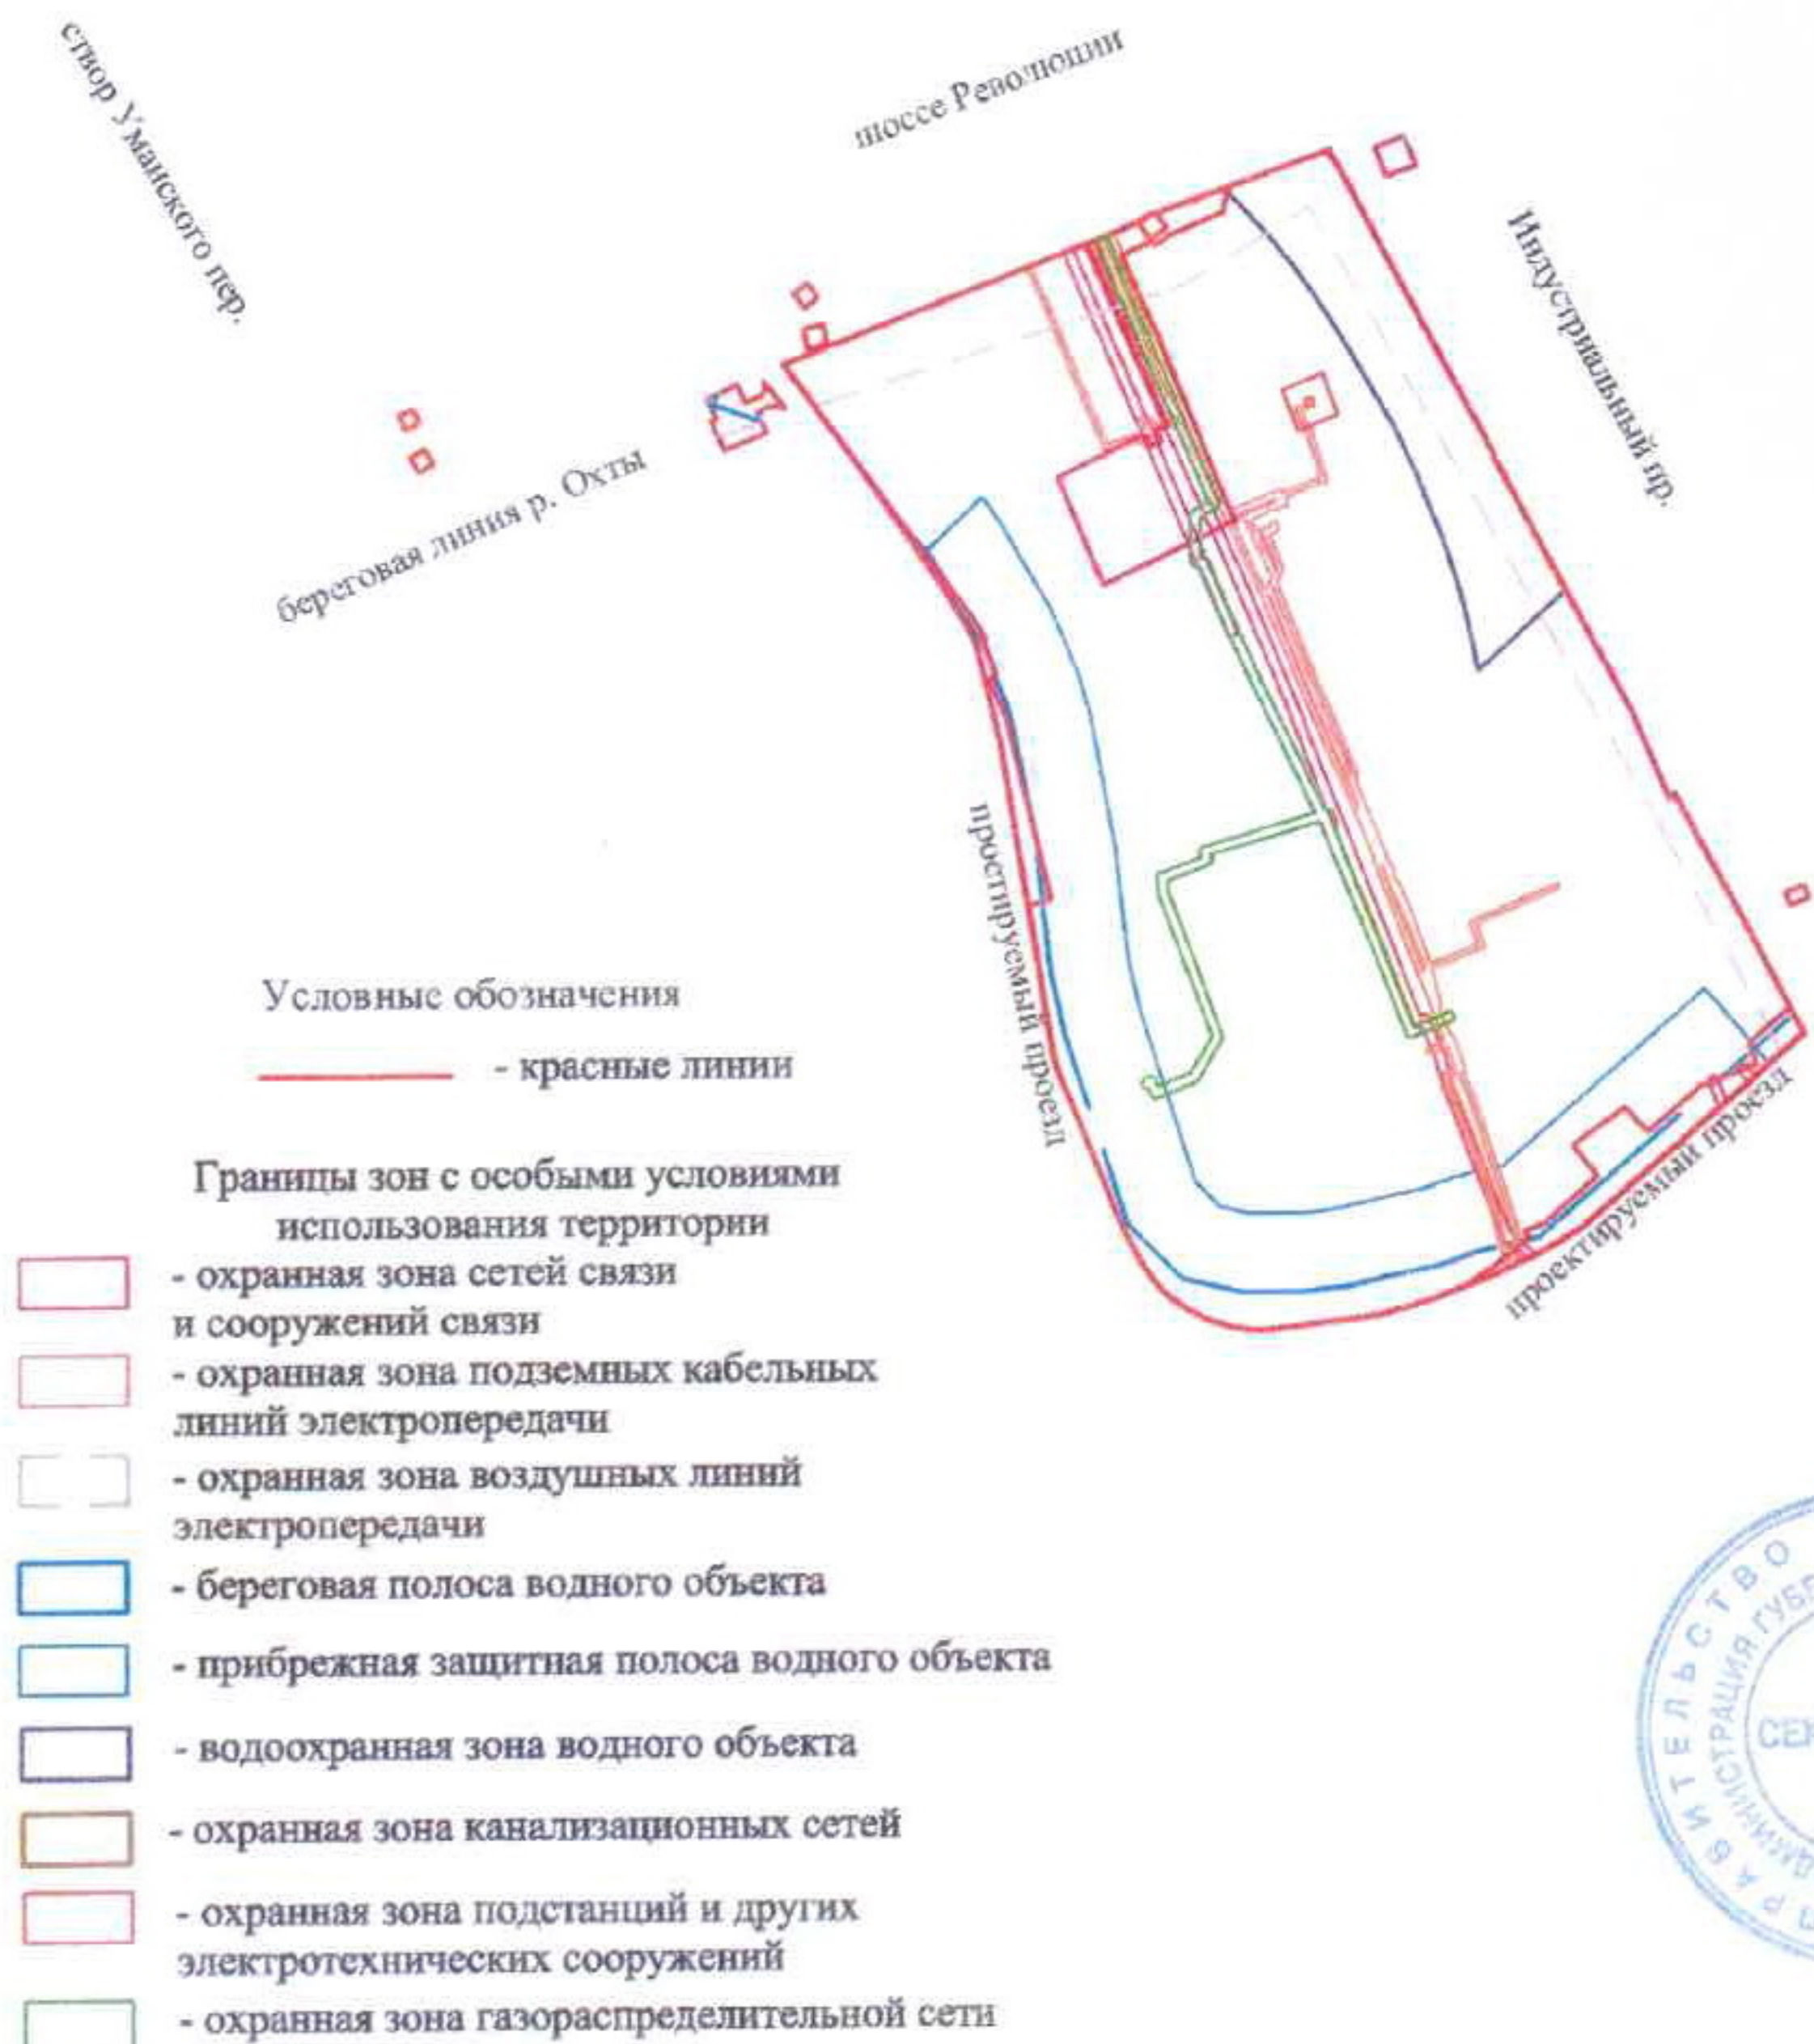 створ Уманского пер.
шоссе Революции
Индустриальный пр.
береговая линия р. Охты
простируемый проезд
проектируемый проезд
Условные обозначения
- красные линии
Границы зон с особыми условиями
использования территории
- охранная зона сетей связи
и сооружений связи
- охранная зона подземных кабельных
линий электропередачи
- охранная зона воздушных линий
электропередачи
- береговая полоса водного объекта
- прибрежная защитная полоса водного объекта
- водоохранная зона водного объекта
- охранная зона канализационных сетей
- охранная зона подстанций и других
электротехнических сооружений
- охранная зона газораспределительной сети
ПРАВИТЕЛЬСТВО
АДМИНИСТРАЦИЯ